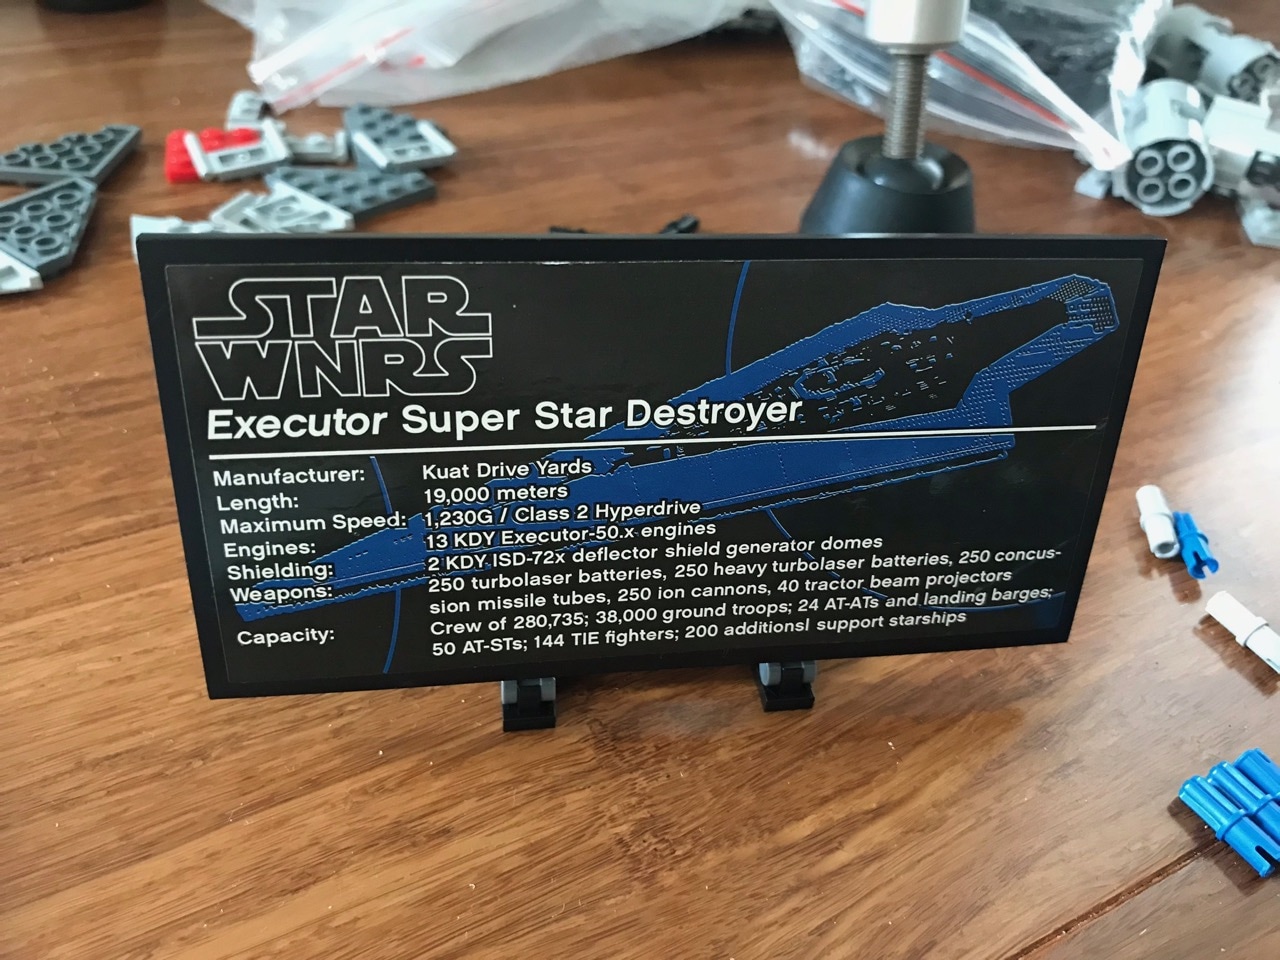 STAR
WNRS
Executor Super Star Destroyer
Manufacturer: Kuat Drive Yards
Length: 19,000 meters
Maximum Speed: 1,230G / Class 2 Hyperdrive
Engines: 13 KDY Executor-50.x engines
Shielding: 2 KDY ISD-72x deflector shield generator domes
Weapons: 250 turbolaser batteries, 250 heavy turbolaser batteries, 250 concus-
sion missile tubes, 250 ion cannons, 40 tractor beam projectors
Capacity: Crew of 280,735; 38,000 ground troops; 24 AT-ATs and landing barges;
50 AT-STs; 144 TIE fighters; 200 additionsl support starships